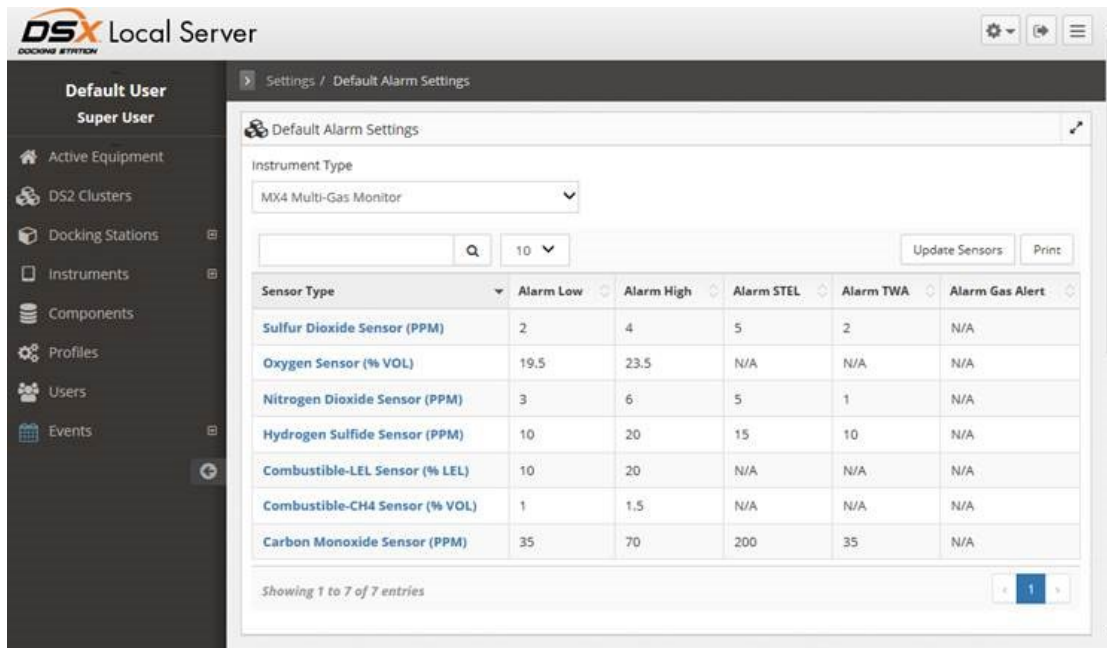 DSX Local Server
DOCKING STATION
Default User
Super User
Active Equipment
DS2 Clusters
Docking Stations
Instruments
Components
Profiles
Users
Events
Settings / Default Alarm Settings
Default Alarm Settings
Instrument Type
MX4 Multi-Gas Monitor
10 Update Sensors Print
Sensor Type Alarm Low Alarm High Alarm STEL Alarm TWA Alarm Gas Alert
Sulfur Dioxide Sensor (PPM) 2 4 5 2 N/A
Oxygen Sensor (% VOL) 19.5 23.5 N/A N/A N/A
Nitrogen Dioxide Sensor (PPM) 3 6 5 1 N/A
Hydrogen Sulfide Sensor (PPM) 10 20 15 10 N/A
Combustible-LEL Sensor (% LEL) 10 20 N/A N/A N/A
Combustible-CH4 Sensor (% VOL) 1 1.5 N/A N/A N/A
Carbon Monoxide Sensor (PPM) 35 70 200 35 N/A
Showing 1 to 7 of 7 entries
1